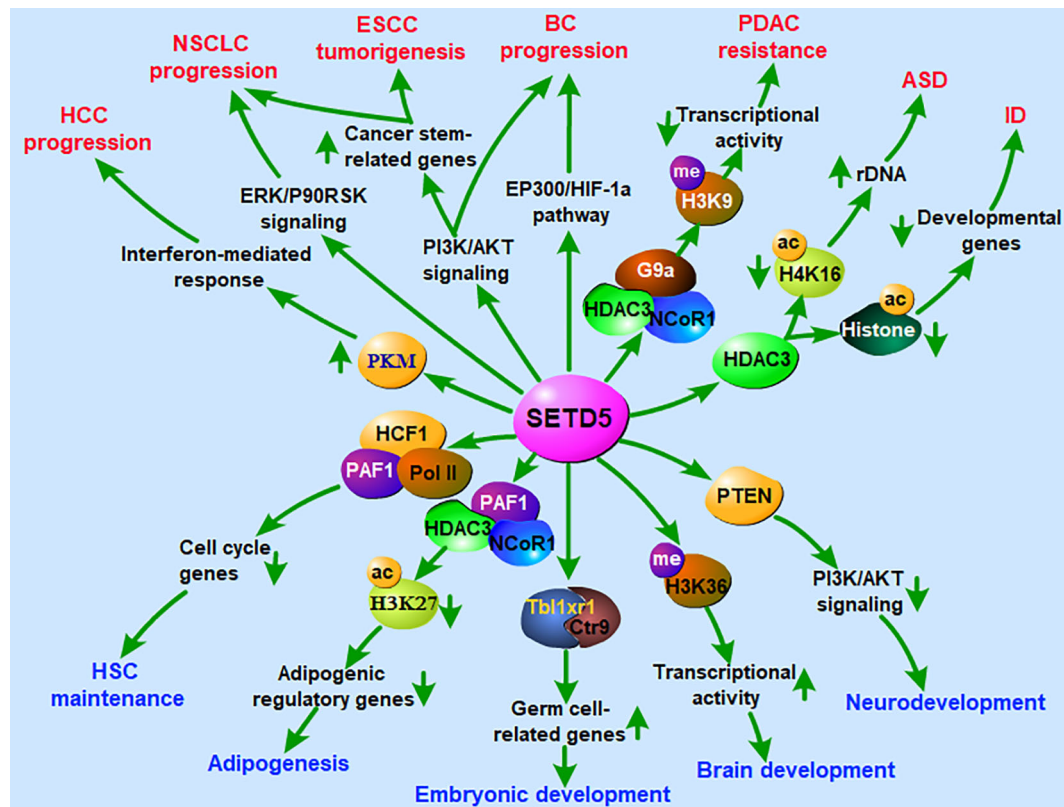 ESCC
tumorigenesis
BC
progression
PDAC
resistance
NSCLC
progression
ASD
HCC
progression
ID
Cancer stem-
related genes
Transcriptional
activity
me
H3K9
rDNA
ERK/P90RSK
signaling
EP300/HIF-1a
pathway
Developmental
genes
Interferon-mediated
response
PI3K/AKT
signaling
ac
H4K16
G9a
HDAC3
NCoR1
ac
Histone
PKM
HDAC3
SETD5
HCF1
PAF1
Pol II
PAF1
HDAC3
NCoR1
PTEN
Cell cycle
genes
ac
H3K27
me
H3K36
PI3K/AKT
signaling
Tbl1xr1
Ctr9
HSC
maintenance
Adipogenic
regulatory genes
Transcriptional
activity
Neurodevelopment
Germ cell-
related genes
Adipogenesis
Brain development
Embryonic development